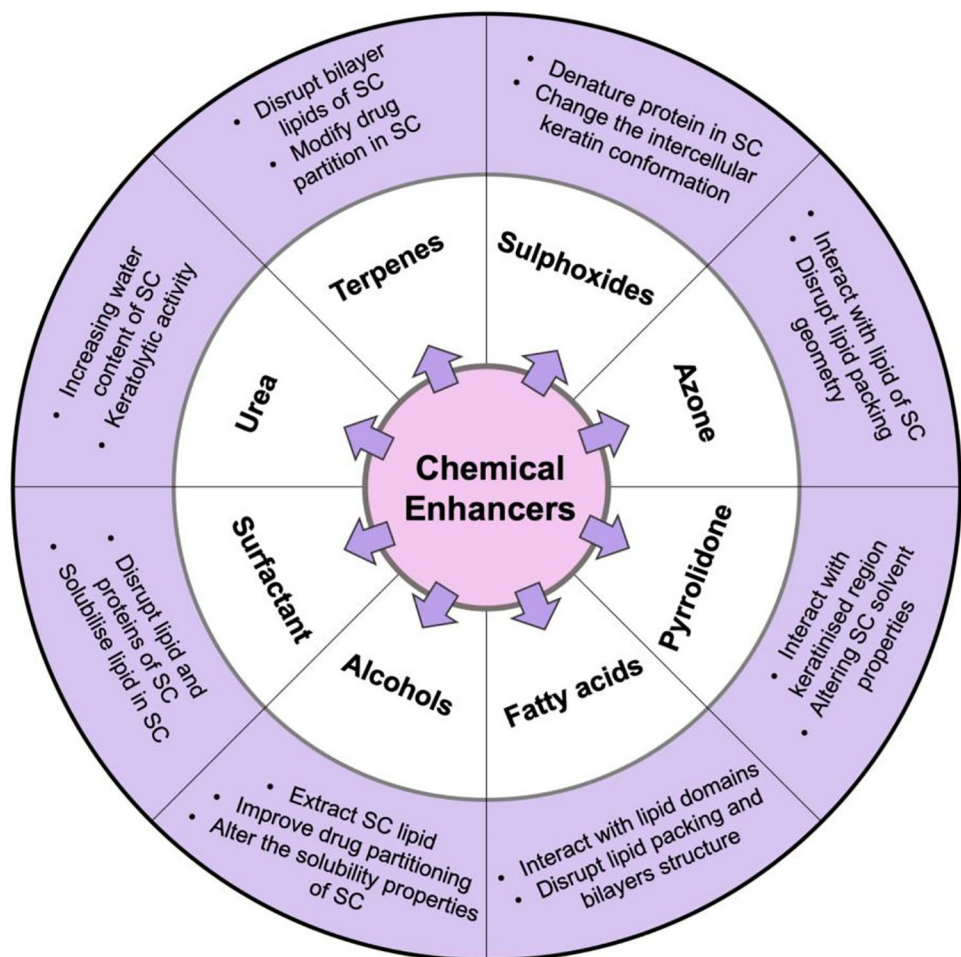 Chemical
Enhancers
Sulphoxides
• Denature protein in SC
• Change the intercellular
keratin conformation
Azone
• Interact with lipid of SC
• Disrupt lipid packing
geometry
Pyrrolidone
• Interact with
keratinised region
• Altering SC solvent
properties
Fatty acids
• Interact with lipid domains
• Disrupt lipid packing and
bilayers structure
Alcohols
• Extract SC lipid
• Improve drug partitioning
• Alter the solubility properties
of SC
Surfactant
• Disrupt lipid and
proteins of SC
• Solubilise lipid in SC
Urea
• Increasing water
content of SC
• Keratolytic activity
Terpenes
• Disrupt bilayer
lipids of SC
• Modify drug
partition in SC